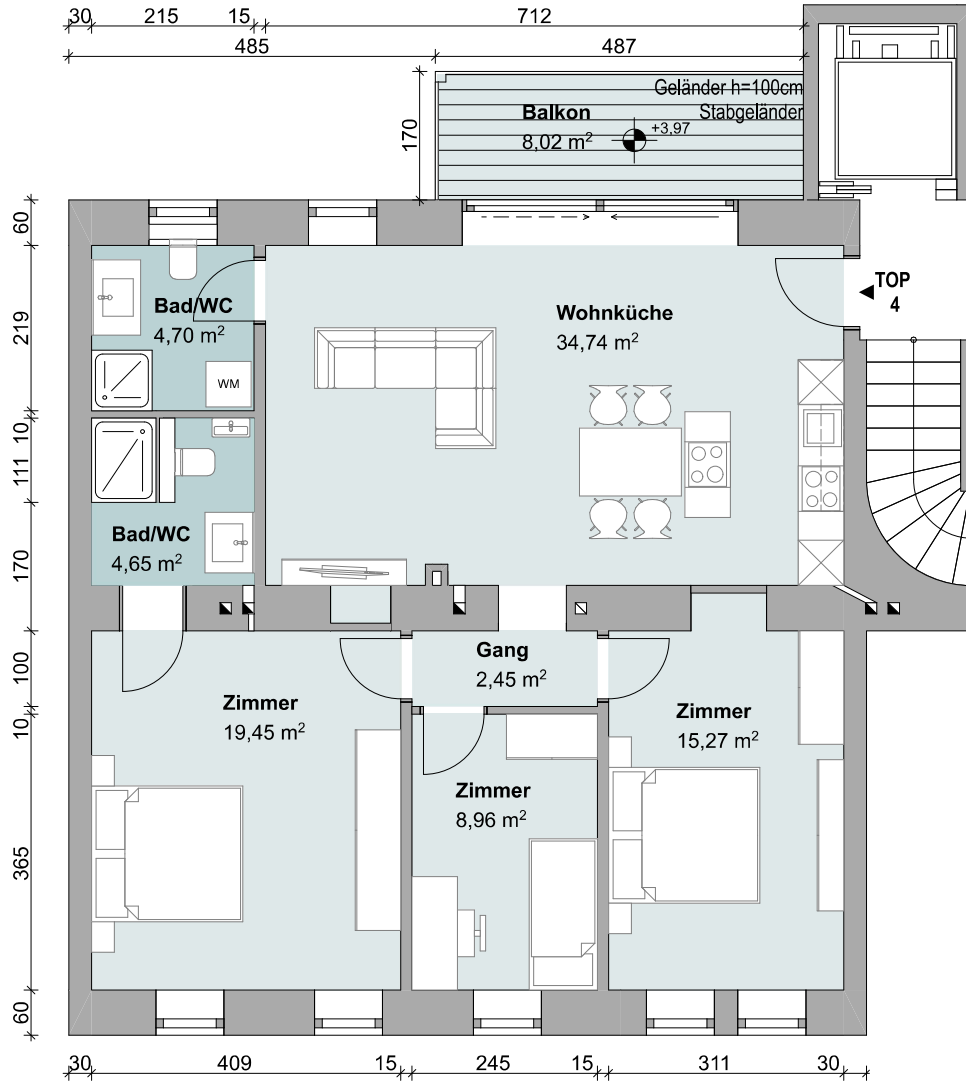 30 215 15 712
485 487
Geländer h=100cm
Balkon Stabgeländer
8,02 m² +3,97
170
60
219
10
111
170
100
10
365
60
TOP
4
Bad/WC
4,70 m²
WM
Wohnküche
34,74 m²
Bad/WC
4,65 m²
Gang
2,45 m²
Zimmer
19,45 m²
Zimmer
15,27 m²
Zimmer
8,96 m²
30 409 15 245 15 311 30